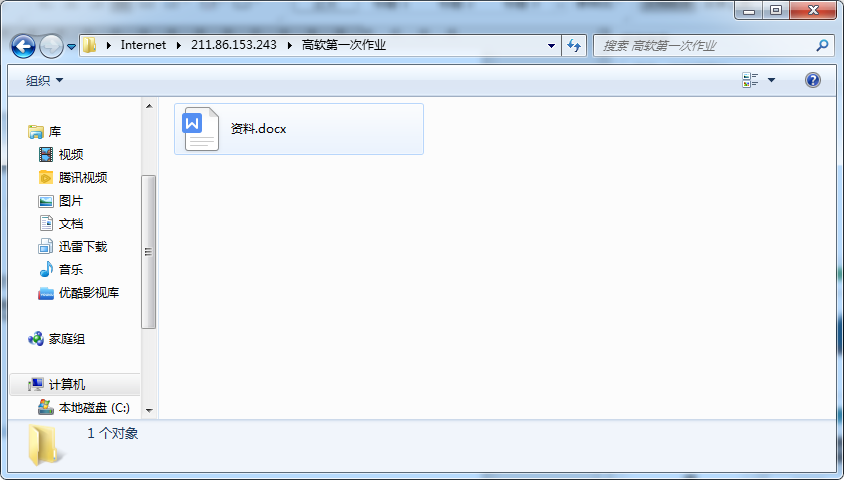 Internet 211.86.153.243 高软第一次作业
搜索 高软第一次作业
组织
库
视频
腾讯视频
图片
文档
迅雷下载
音乐
优酷影视库
家庭组
计算机
本地磁盘 (C:)
资料.docx
1 个对象